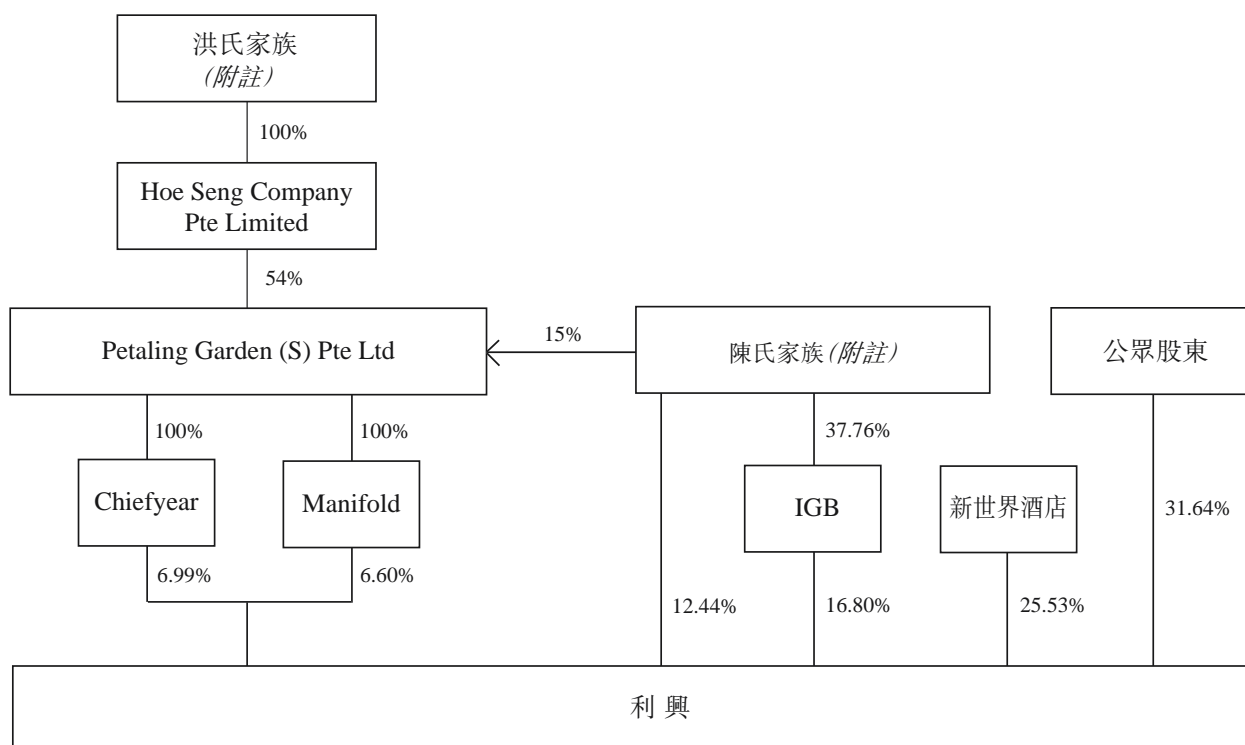 洪氏家族
(附註)
100%
Hoe Seng Company
Pte Limited
54%
Petaling Garden (S) Pte Ltd
15%
陳氏家族(附註)
公眾股東
100%
100%
37.76%
Chiefyear
Manifold
IGB
新世界酒店
31.64%
6.99%
6.60%
12.44%
16.80%
25.53%
利興